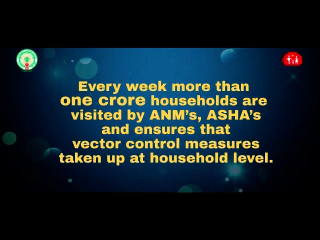 Every week more than
one crore households are
visited by ANM's, ASHA's
and ensures that
vector control measures
taken up at household level.